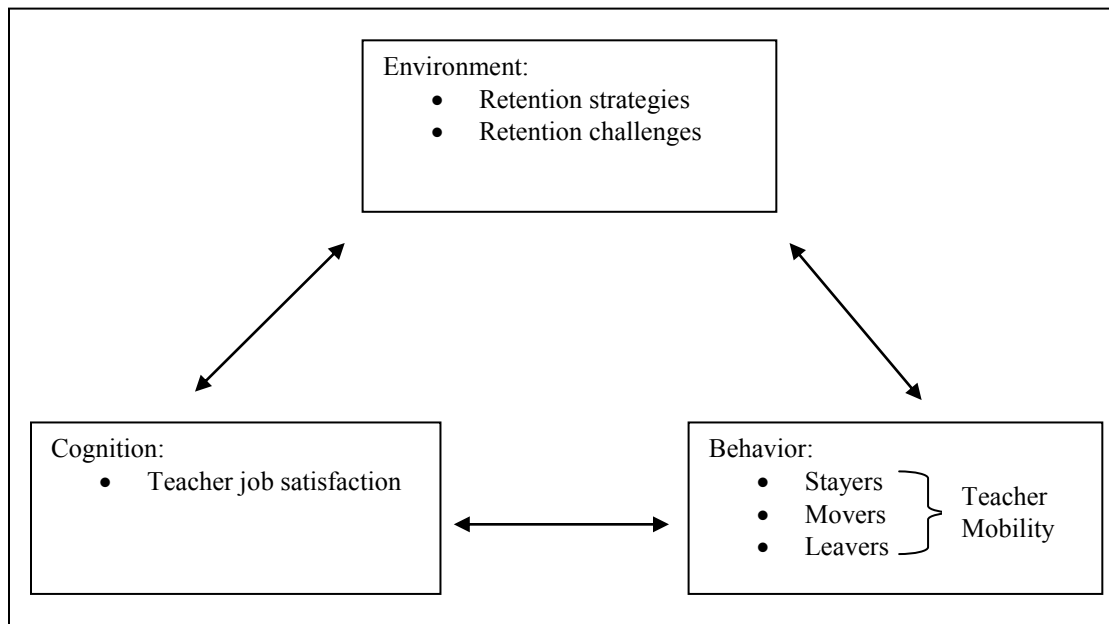 Environment:
• Retention strategies
• Retention challenges
Cognition:
• Teacher job satisfaction
Behavior:
• Stayers
• Movers
• Leavers
Teacher
Mobility